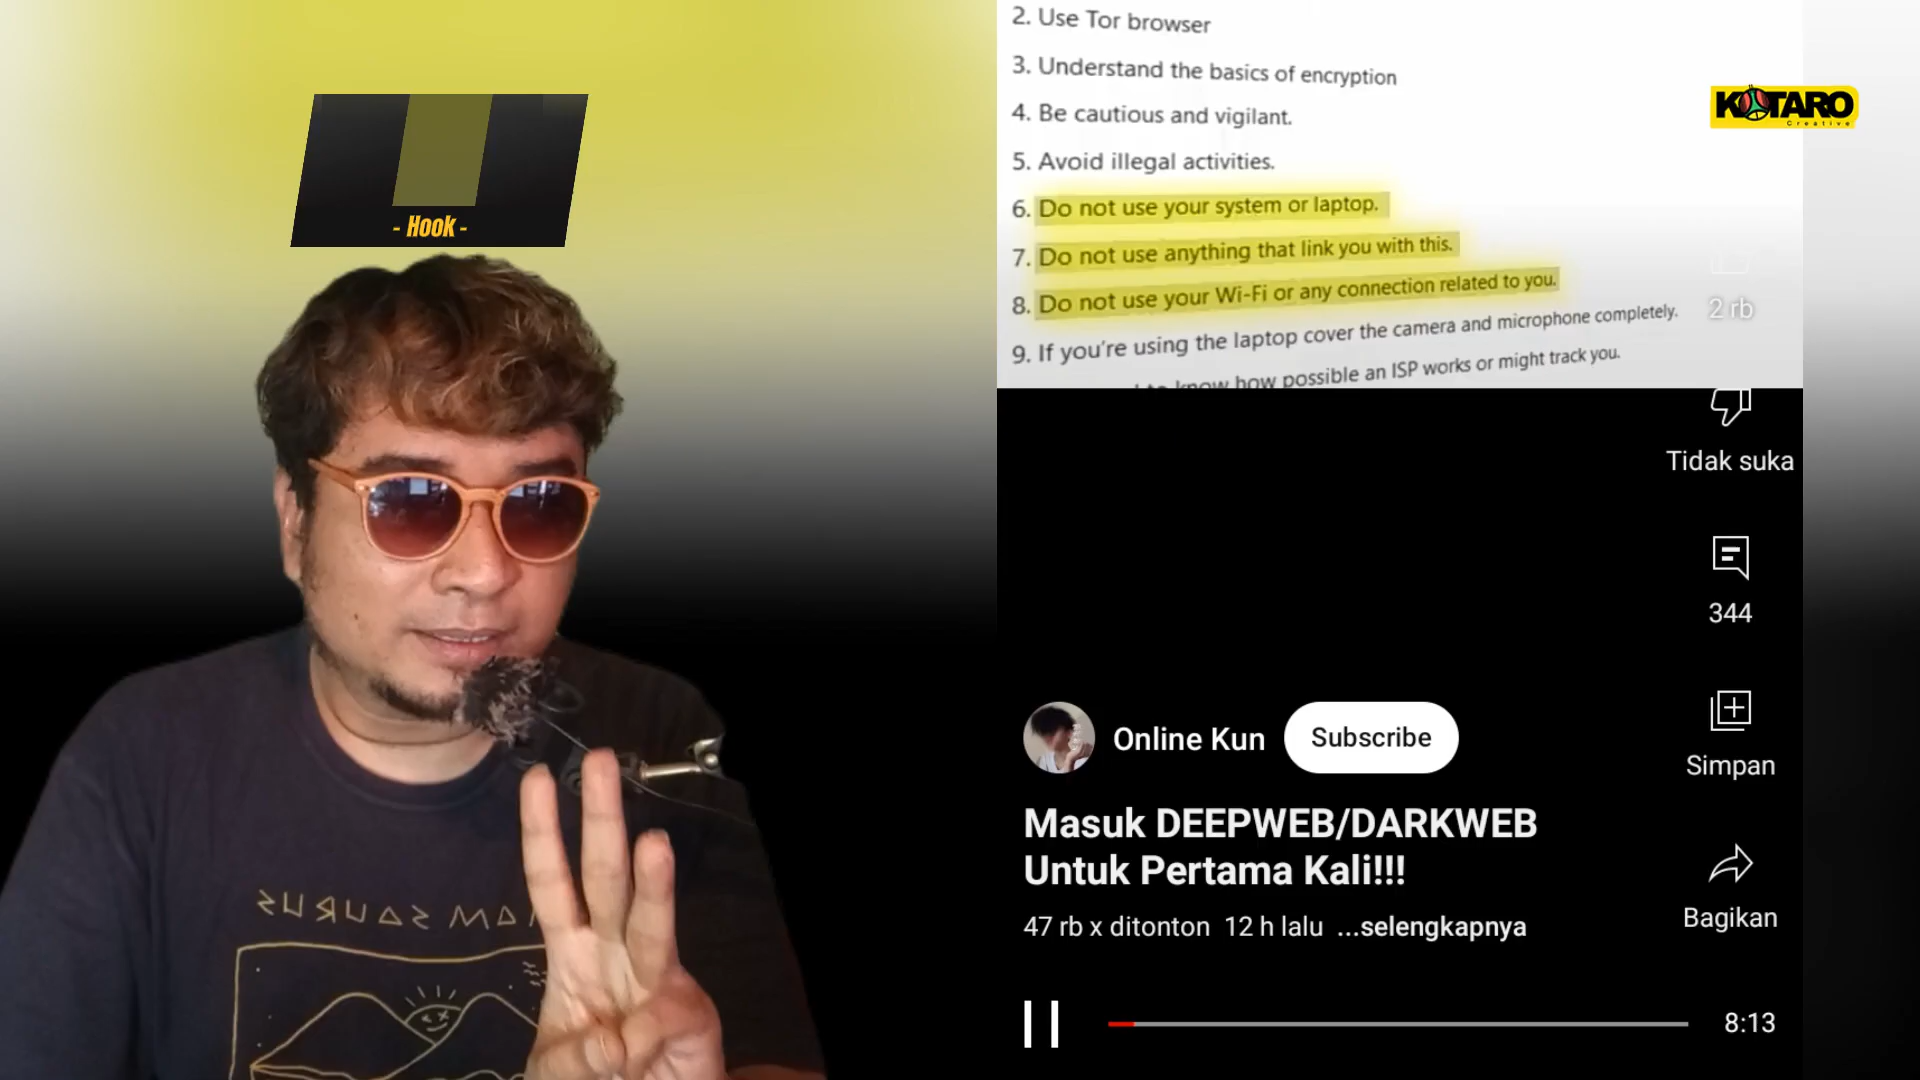 - Hook -
SAURUS
2. Use Tor browser
3. Understand the basics of encryption
4. Be cautious and vigilant.
5. Avoid illegal activities.
6. Do not use your system or laptop.
7. Do not use anything that link you with this.
8. Do not use your Wi-Fi or any connection related to you.
9. If you're using the laptop cover the camera and microphone completely.
know how possible an ISP works or might track you.
KOTARO
Creative
2 rb
Tidak suka
344
Simpan
Bagikan
Online Kun
Subscribe
Masuk DEEPWEB/DARKWEB
Untuk Pertama Kali!!!
47 rb x ditonton 12 h lalu ...selengkapnya
8:13